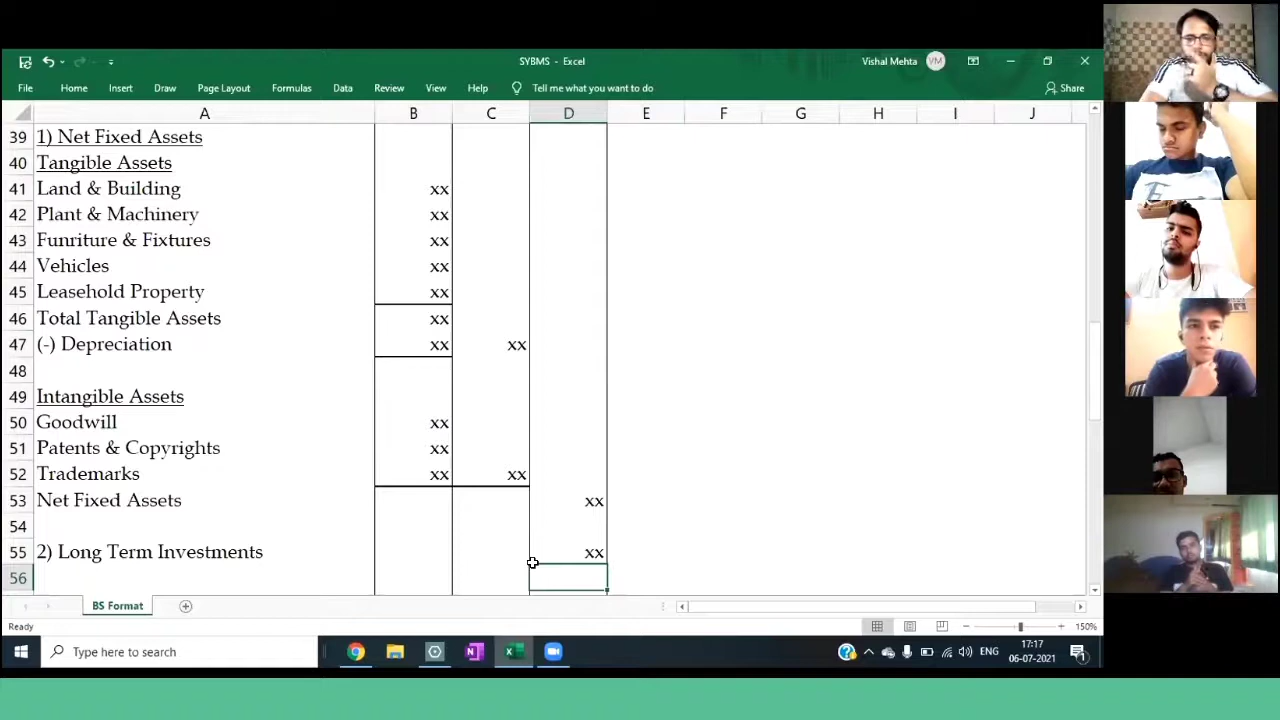 SYBMS - Excel
Vishal Mehta VM
File Home Insert Draw Page Layout Formulas Data Review View Help Tell me what you want to do Share
A B C D E F G H I J
39 1) Net Fixed Assets
40 Tangible Assets
41 Land & Building xx
42 Plant & Machinery xx
43 Funriture & Fixtures xx
44 Vehicles xx
45 Leasehold Property xx
46 Total Tangible Assets xx
47 (-) Depreciation xx xx
48
49 Intangible Assets
50 Goodwill xx
51 Patents & Copyrights xx
52 Trademarks xx xx
53 Net Fixed Assets xx
54
55 2) Long Term Investments xx
56
BS Format
Ready 150%
Type here to search ENG 17:17
06-07-2021